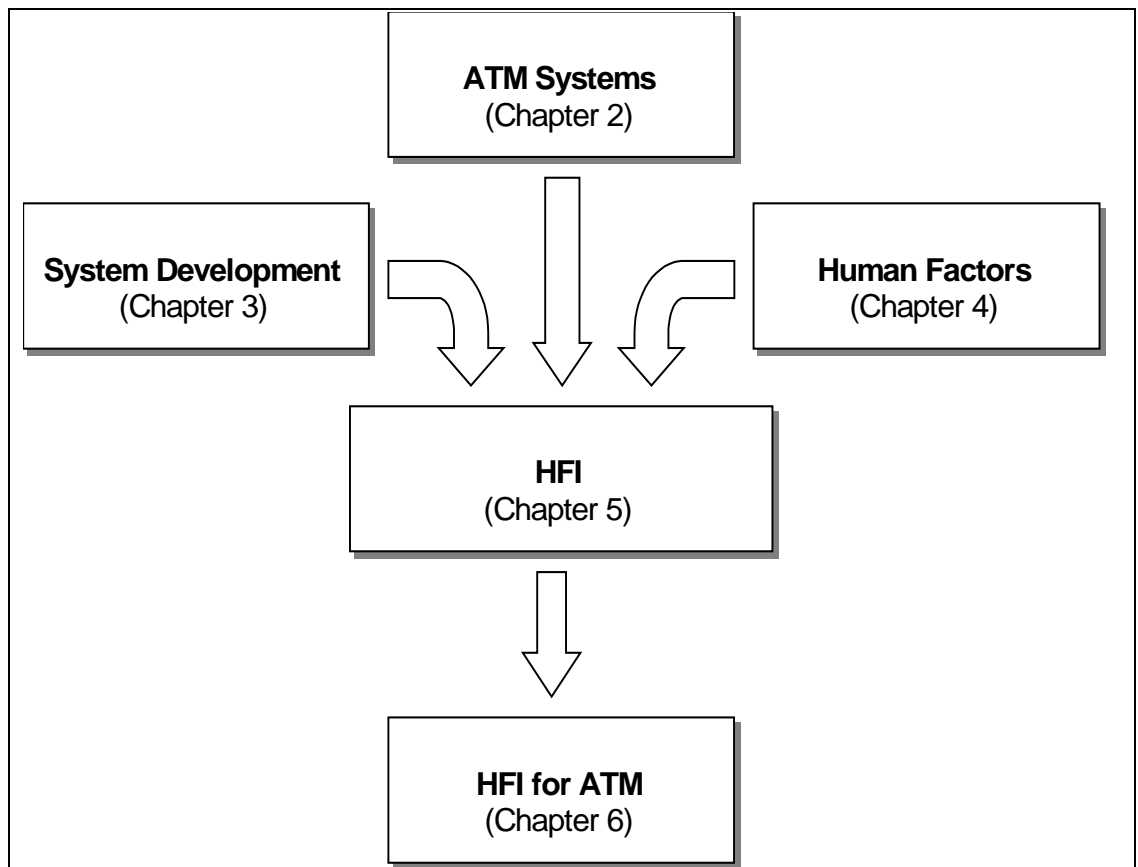 ATM Systems
(Chapter 2)
System Development
(Chapter 3)
Human Factors
(Chapter 4)
HFI
(Chapter 5)
HFI for ATM
(Chapter 6)